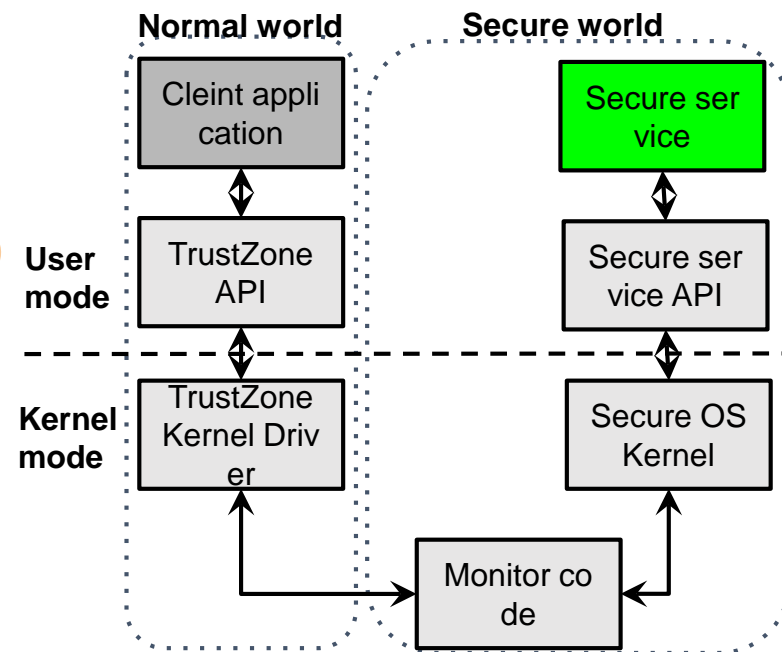 Normal world
Secure world
Cleint appli
cation
Secure ser
vice
User
mode
TrustZone
API
Secure ser
vice API
Kernel
mode
TrustZone
Kernel Driv
er
Secure OS
Kernel
Monitor co
de